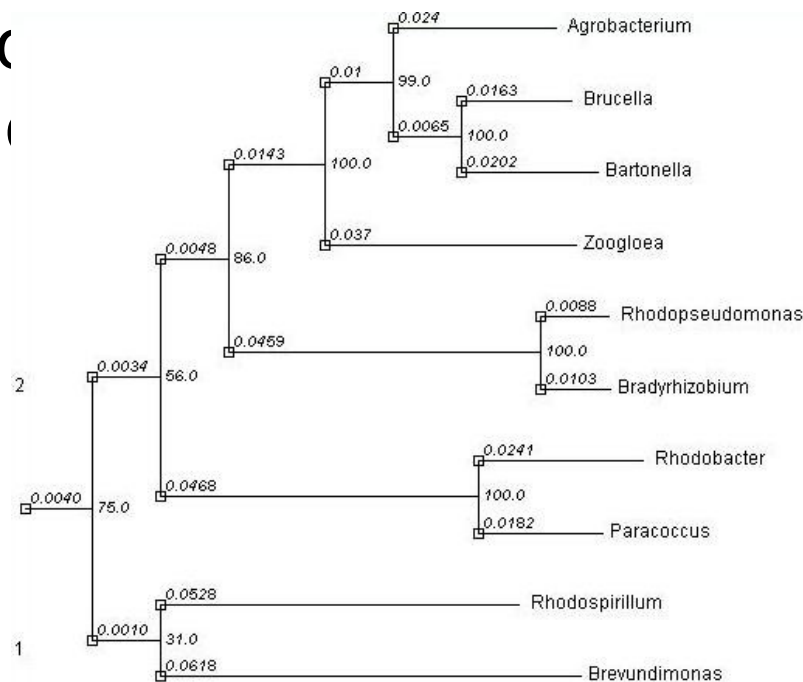 0.024 Agrobacterium
0.01 99.0
0.0163 Brucella
0.0065 100.0
0.0143 100.0
0.0202 Bartonella
0.037 Zoogloea
0.0048 86.0
0.0088 Rhodopseudomonas
0.0459 100.0
0.0034 56.0
2
0.0103 Bradyrhizobium
0.0241 Rhodobacter
0.0468 100.0
0.0040 75.0
0.0182 Paracoccus
0.0528 Rhodospirillum
0.0010 31.0
1
0.0618 Brevundimonas